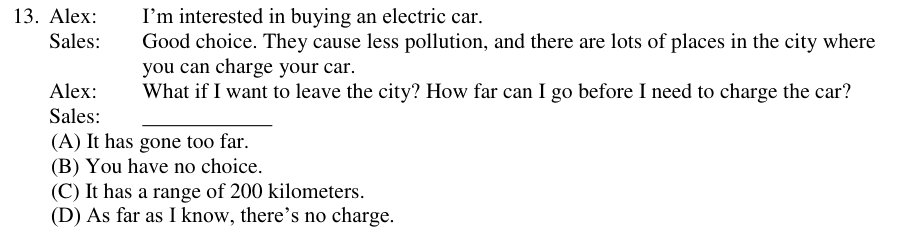 13. Alex: I’m interested in buying an electric car.
Sales: Good choice. They cause less pollution, and there are lots of places in the city where
you can charge your car.
Alex: What if I want to leave the city? How far can I go before I need to charge the car?
Sales: ____________
(A) It has gone too far.
(B) You have no choice.
(C) It has a range of 200 kilometers.
(D) As far as I know, there’s no charge.